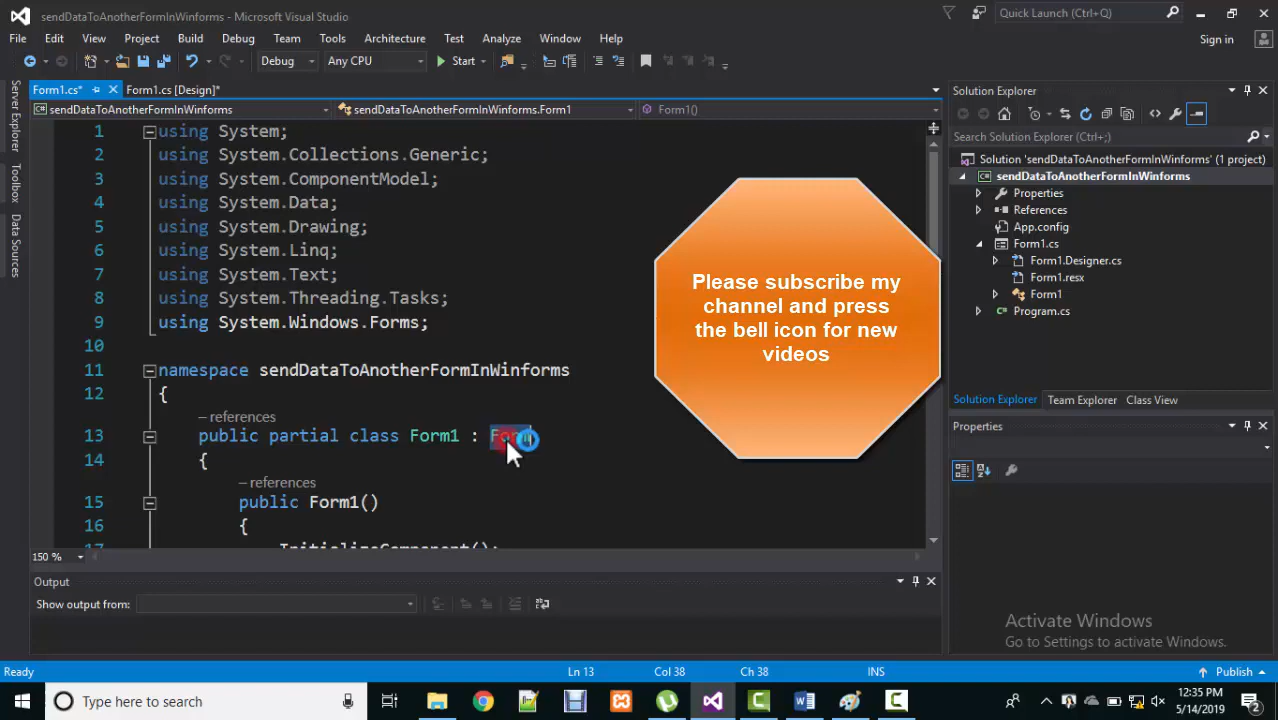 sendDataToAnotherFormInWinforms - Microsoft Visual Studio
Quick Launch (Ctrl+Q)
File Edit View Project Build Debug Team Tools Architecture Test Analyze Window Help
Sign in
Debug Any CPU Start
Form1.cs* Form1.cs [Design]*
sendDataToAnotherFormInWinforms sendDataToAnotherFormInWinforms.Form1 Form1()
Server Explorer
Toolbox
Data Sources
1 using System;
2 using System.Collections.Generic;
3 using System.ComponentModel;
4 using System.Data;
5 using System.Drawing;
6 using System.Linq;
7 using System.Text;
8 using System.Threading.Tasks;
9 using System.Windows.Forms;
10
11 namespace sendDataToAnotherFormInWinforms
12 {
– references
13 public partial class Form1 :
14 {
– references
15 public Form1()
16 {
17 InitializeComponent();
150 %
Please subscribe my
channel and press
the bell icon for new
videos
Solution Explorer
Search Solution Explorer (Ctrl+;)
Solution 'sendDataToAnotherFormInWinforms' (1 project)
sendDataToAnotherFormInWinforms
Properties
References
App.config
Form1.cs
Form1.Designer.cs
Form1.resx
Form1
Program.cs
Solution Explorer Team Explorer Class View
Properties
Output
Show output from:
Activate Windows
Go to Settings to activate Windows.
Ready Ln 13 Col 38 Ch 38 INS Publish
Type here to search
12:35 PM
5/14/2019
2